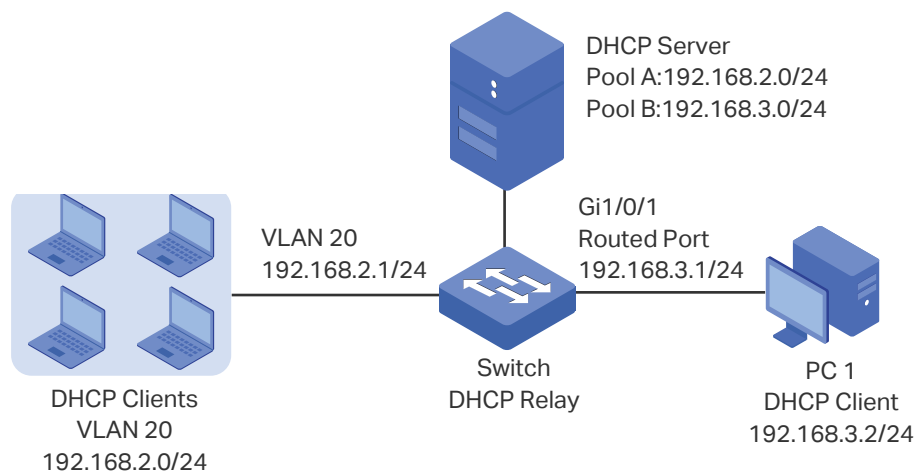 DHCP Server
Pool A:192.168.2.0/24
Pool B:192.168.3.0/24
VLAN 20
192.168.2.1/24
Gi1/0/1
Routed Port
192.168.3.1/24
Switch
DHCP Relay
DHCP Clients
VLAN 20
192.168.2.0/24
PC 1
DHCP Client
192.168.3.2/24